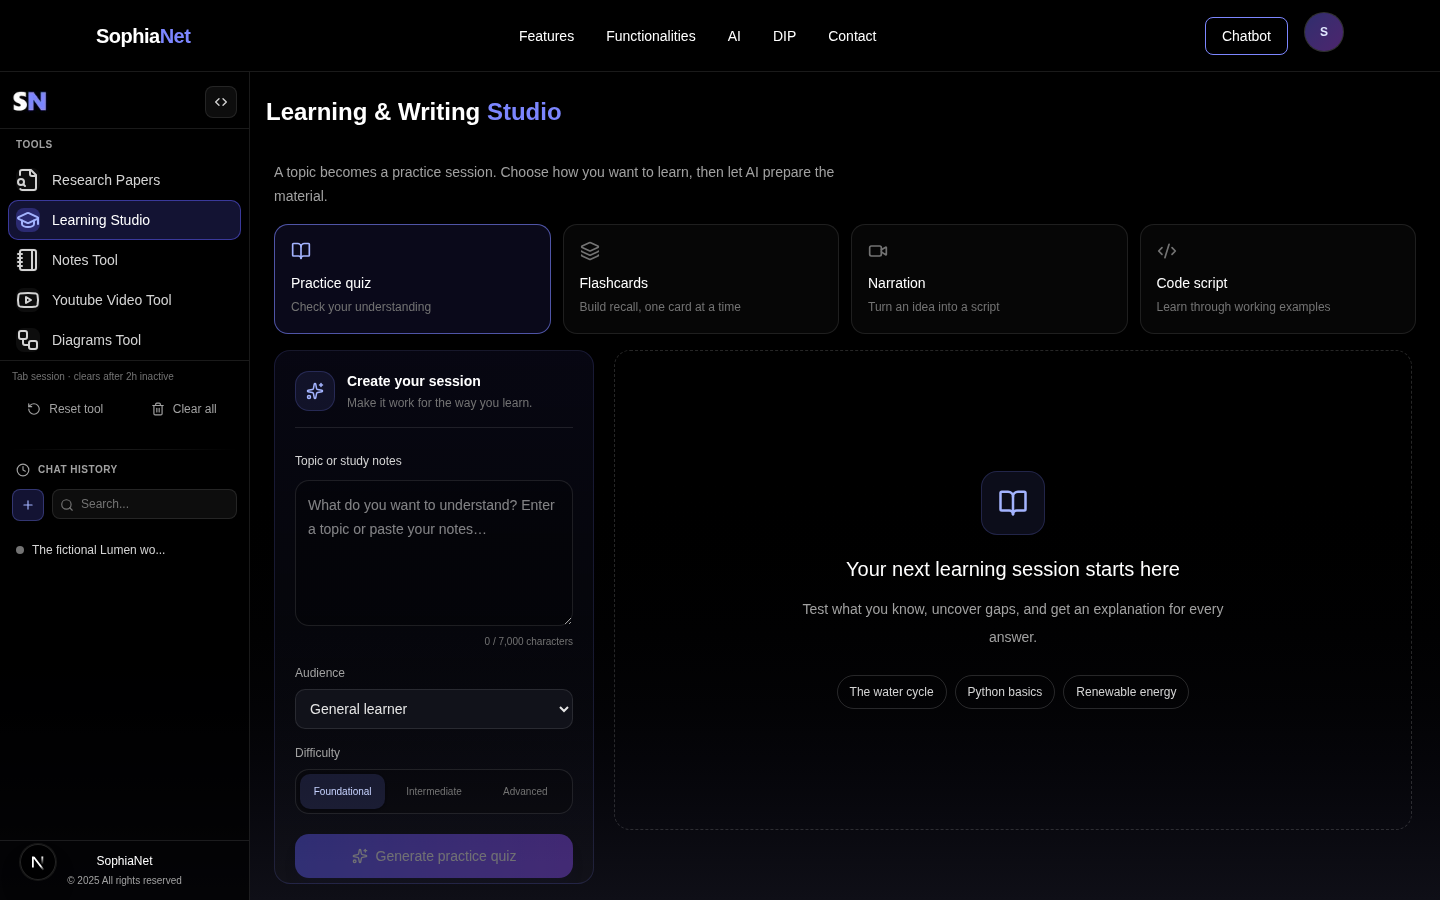 SophiaNet
Features
Functionalities
AI
DIP
Contact
Chatbot
S
SN
TOOLS
Research Papers
Learning Studio
Notes Tool
Youtube Video Tool
Diagrams Tool
Tab session · clears after 2h inactive
Reset tool
Clear all
CHAT HISTORY
Search...
The fictional Lumen wo...
N
SophiaNet
© 2025 All rights reserved
Learning & Writing Studio
A topic becomes a practice session. Choose how you want to learn, then let AI prepare the
material.
Practice quiz
Check your understanding
Flashcards
Build recall, one card at a time
Narration
Turn an idea into a script
Code script
Learn through working examples
Create your session
Make it work for the way you learn.
Topic or study notes
What do you want to understand? Enter
a topic or paste your notes…
0 / 7,000 characters
Audience
General learner
Difficulty
Foundational
Intermediate
Advanced
Generate practice quiz
Your next learning session starts here
Test what you know, uncover gaps, and get an explanation for every
answer.
The water cycle
Python basics
Renewable energy